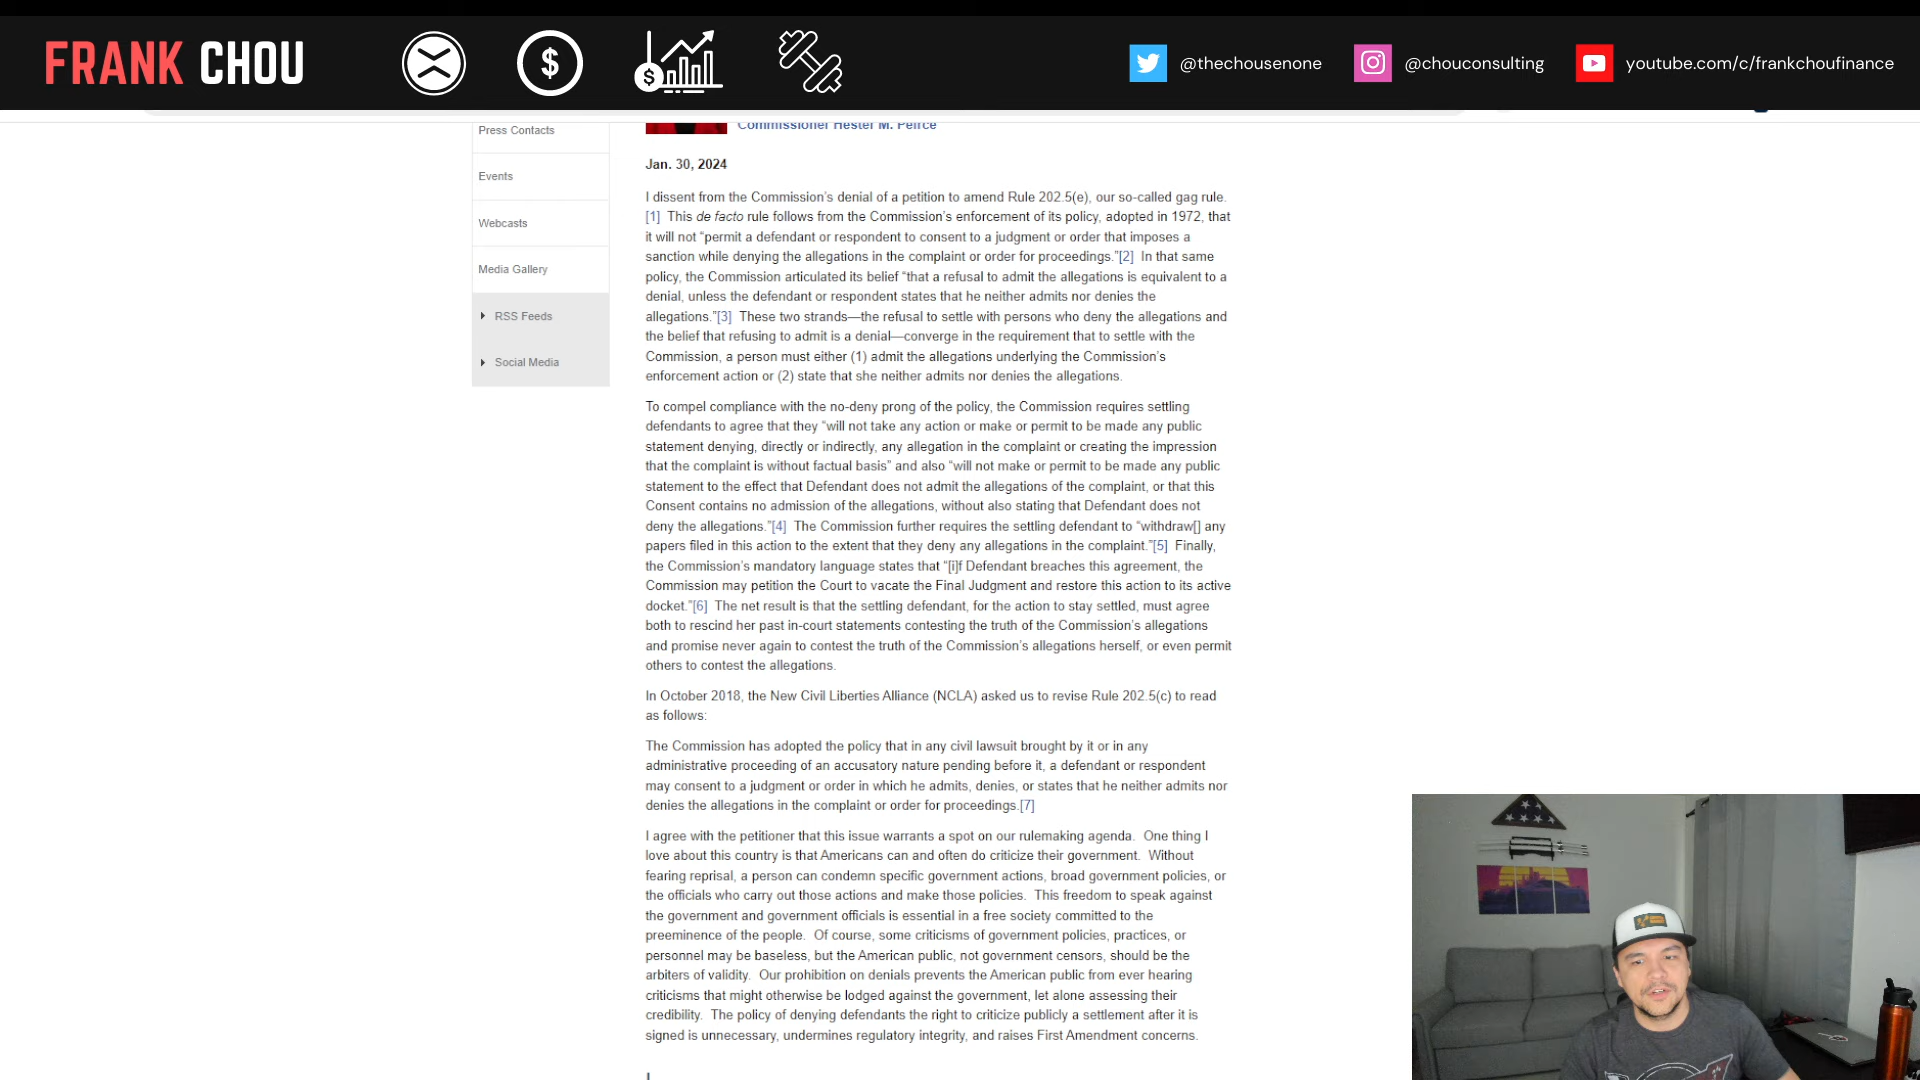 FRANK CHOU
@thechousenone
@chouconsulting
youtube.com/c/frankchoufinance
Press Contacts
Events
Webcasts
Media Gallery
RSS Feeds
Social Media
Commissioner Hester M. Peirce
Jan. 30, 2024
I dissent from the Commission’s denial of a petition to amend Rule 202.5(e), our so-called gag rule.
[1] This de facto rule follows from the Commission’s enforcement of its policy, adopted in 1972, that
it will not “permit a defendant or respondent to consent to a judgment or order that imposes a
sanction while denying the allegations in the complaint or order for proceedings.”[2] In that same
policy, the Commission articulated its belief “that a refusal to admit the allegations is equivalent to a
denial, unless the defendant or respondent states that he neither admits nor denies the
allegations.”[3] These two strands—the refusal to settle with persons who deny the allegations and
the belief that refusing to admit is a denial—converge in the requirement that to settle with the
Commission, a person must either (1) admit the allegations underlying the Commission’s
enforcement action or (2) state that she neither admits nor denies the allegations.
To compel compliance with the no-deny prong of the policy, the Commission requires settling
defendants to agree that they “will not take any action or make or permit to be made any public
statement denying, directly or indirectly, any allegation in the complaint or creating the impression
that the complaint is without factual basis” and also “will not make or permit to be made any public
statement to the effect that Defendant does not admit the allegations of the complaint, or that this
Consent contains no admission of the allegations, without also stating that Defendant does not
deny the allegations.”[4] The Commission further requires the settling defendant to “withdraw[] any
papers filed in this action to the extent that they deny any allegations in the complaint.”[5] Finally,
the Commission’s mandatory language states that “[i]f Defendant breaches this agreement, the
Commission may petition the Court to vacate the Final Judgment and restore this action to its active
docket.”[6] The net result is that the settling defendant, for the action to stay settled, must agree
both to rescind her past in-court statements contesting the truth of the Commission’s allegations
and promise never again to contest the truth of the Commission’s allegations herself, or even permit
others to contest the allegations.
In October 2018, the New Civil Liberties Alliance (NCLA) asked us to revise Rule 202.5(c) to read
as follows:
The Commission has adopted the policy that in any civil lawsuit brought by it or in any
administrative proceeding of an accusatory nature pending before it, a defendant or respondent
may consent to a judgment or order in which he admits, denies, or states that he neither admits nor
denies the allegations in the complaint or order for proceedings.[7]
I agree with the petitioner that this issue warrants a spot on our rulemaking agenda. One thing I
love about this country is that Americans can and often do criticize their government. Without
fearing reprisal, a person can condemn specific government actions, broad government policies, or
the officials who carry out those actions and make those policies. This freedom to speak against
the government and government officials is essential in a free society committed to the
preeminence of the people. Of course, some criticisms of government policies, practices, or
personnel may be baseless, but the American public, not government censors, should be the
arbiters of validity. Our prohibition on denials prevents the American public from ever hearing
criticisms that might otherwise be lodged against the government, let alone assessing their
credibility. The policy of denying defendants the right to criticize publicly a settlement after it is
signed is unnecessary, undermines regulatory integrity, and raises First Amendment concerns.